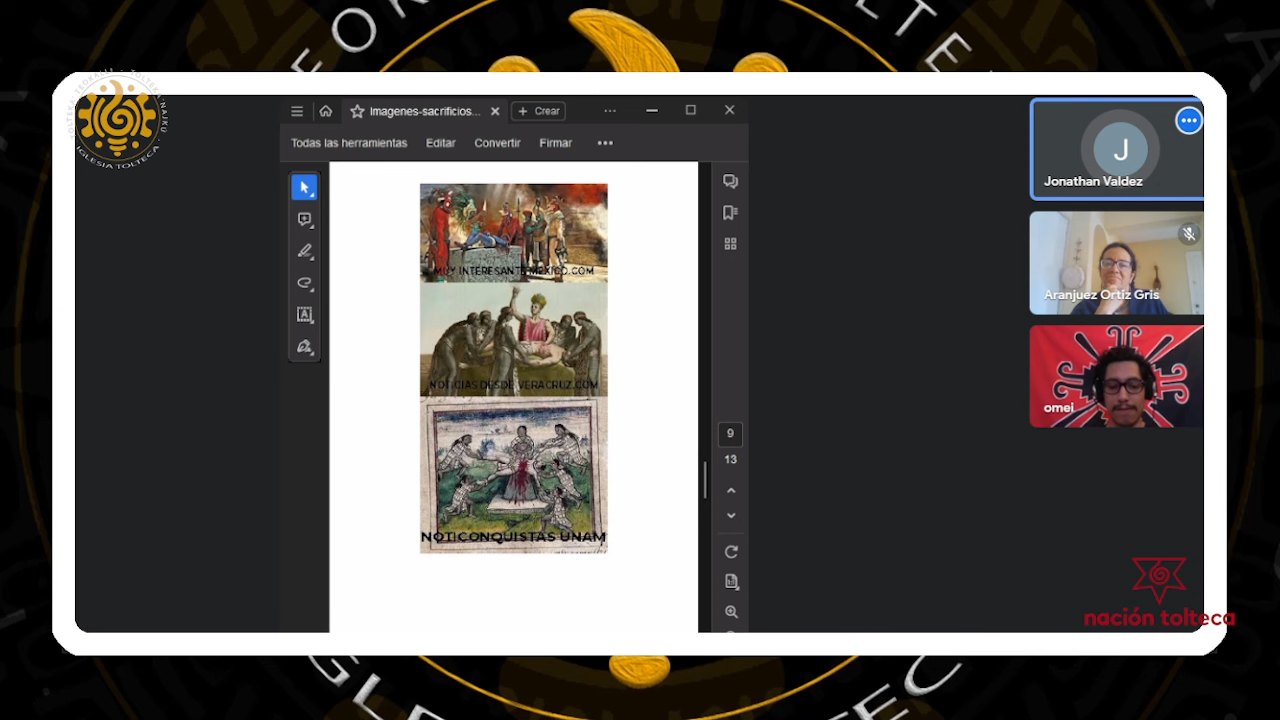 Imagenes-sacrificios...
+ Crear
Todas las herramientas
Editar
Convertir
Firmar
MUY INTERESANTE MEXICO.COM
NOTICIAS DESDE VERACRUZ.COM
NOTICONQUISTAS UNAM
9
13
J
Jonathan Valdez
Aranjuez Ortiz Gris
omei
IGLESIA TOLTECA
nación tolteca